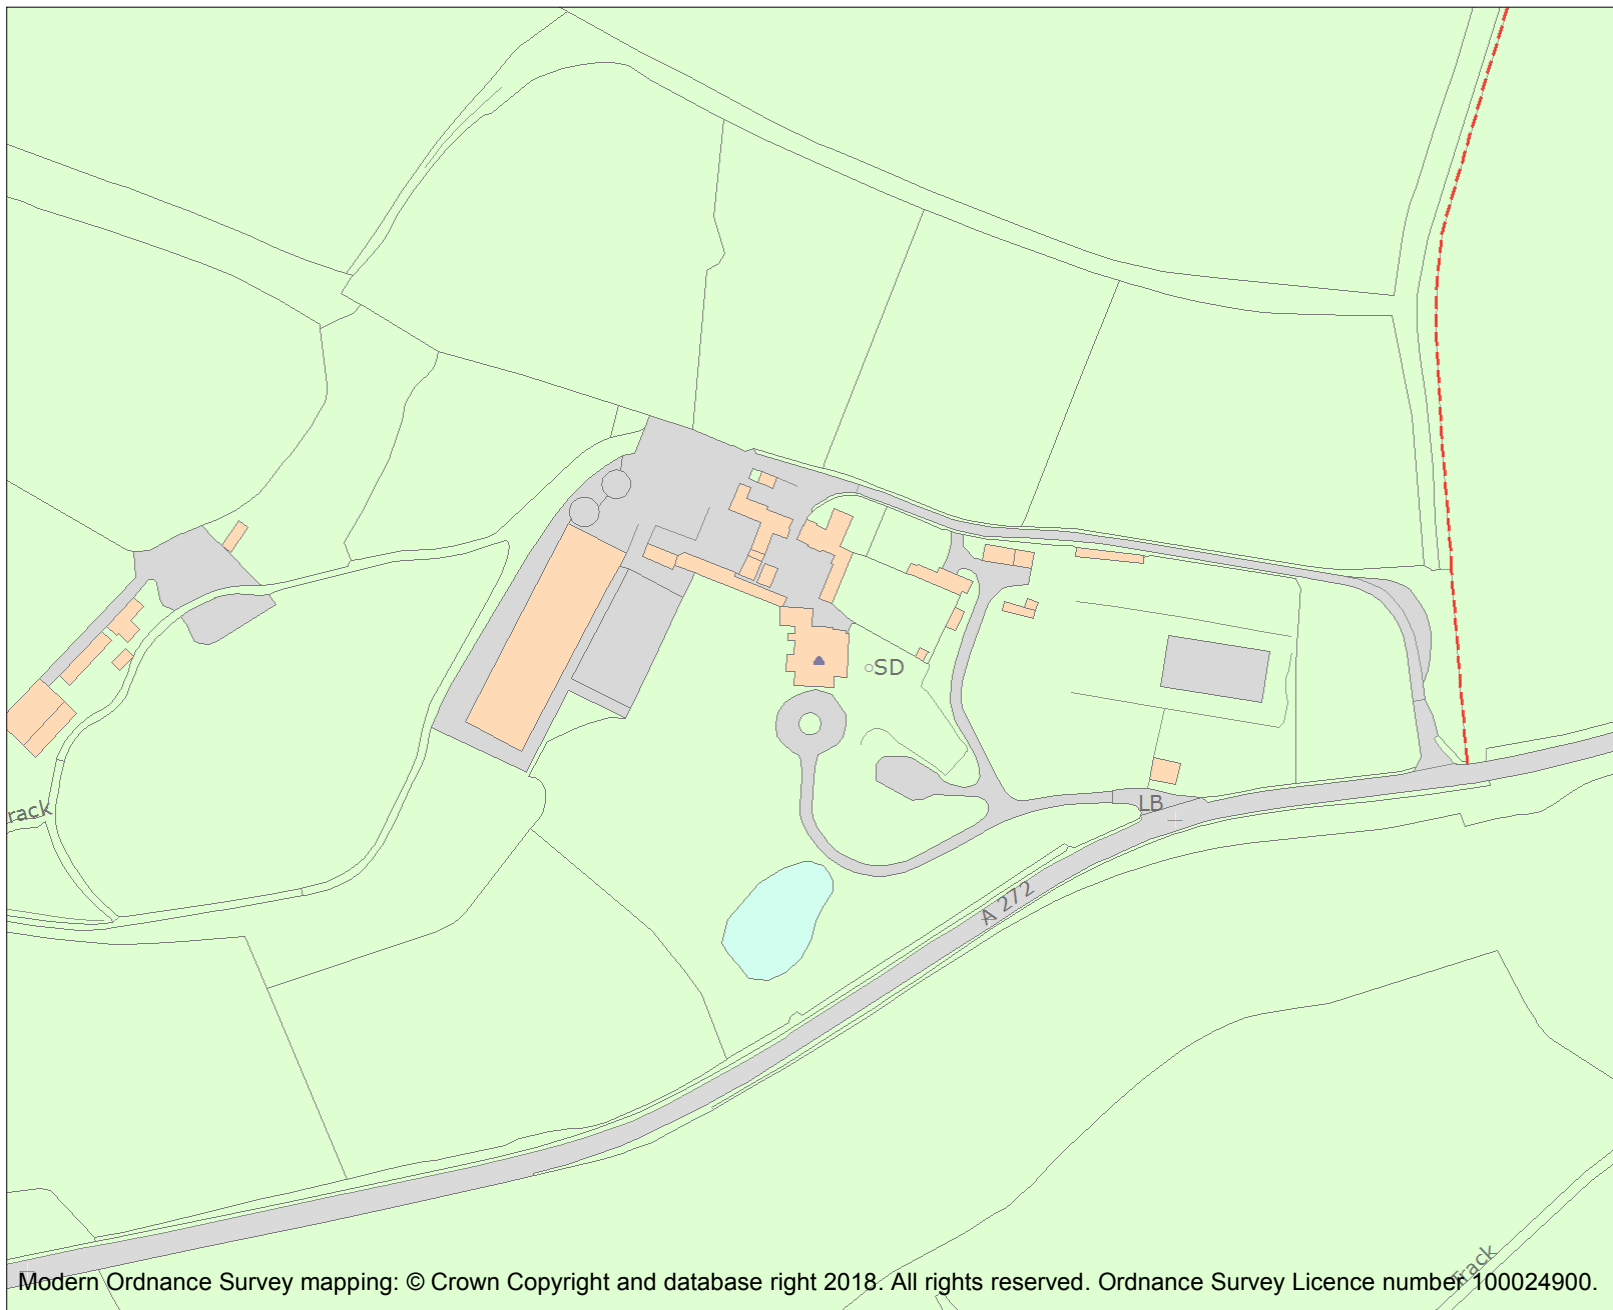 SD
LB
rack
A 272
Track
Modern Ordnance Survey mapping: © Crown Copyright and database right 2018. All rights reserved. Ordnance Survey Licence number 100024900.